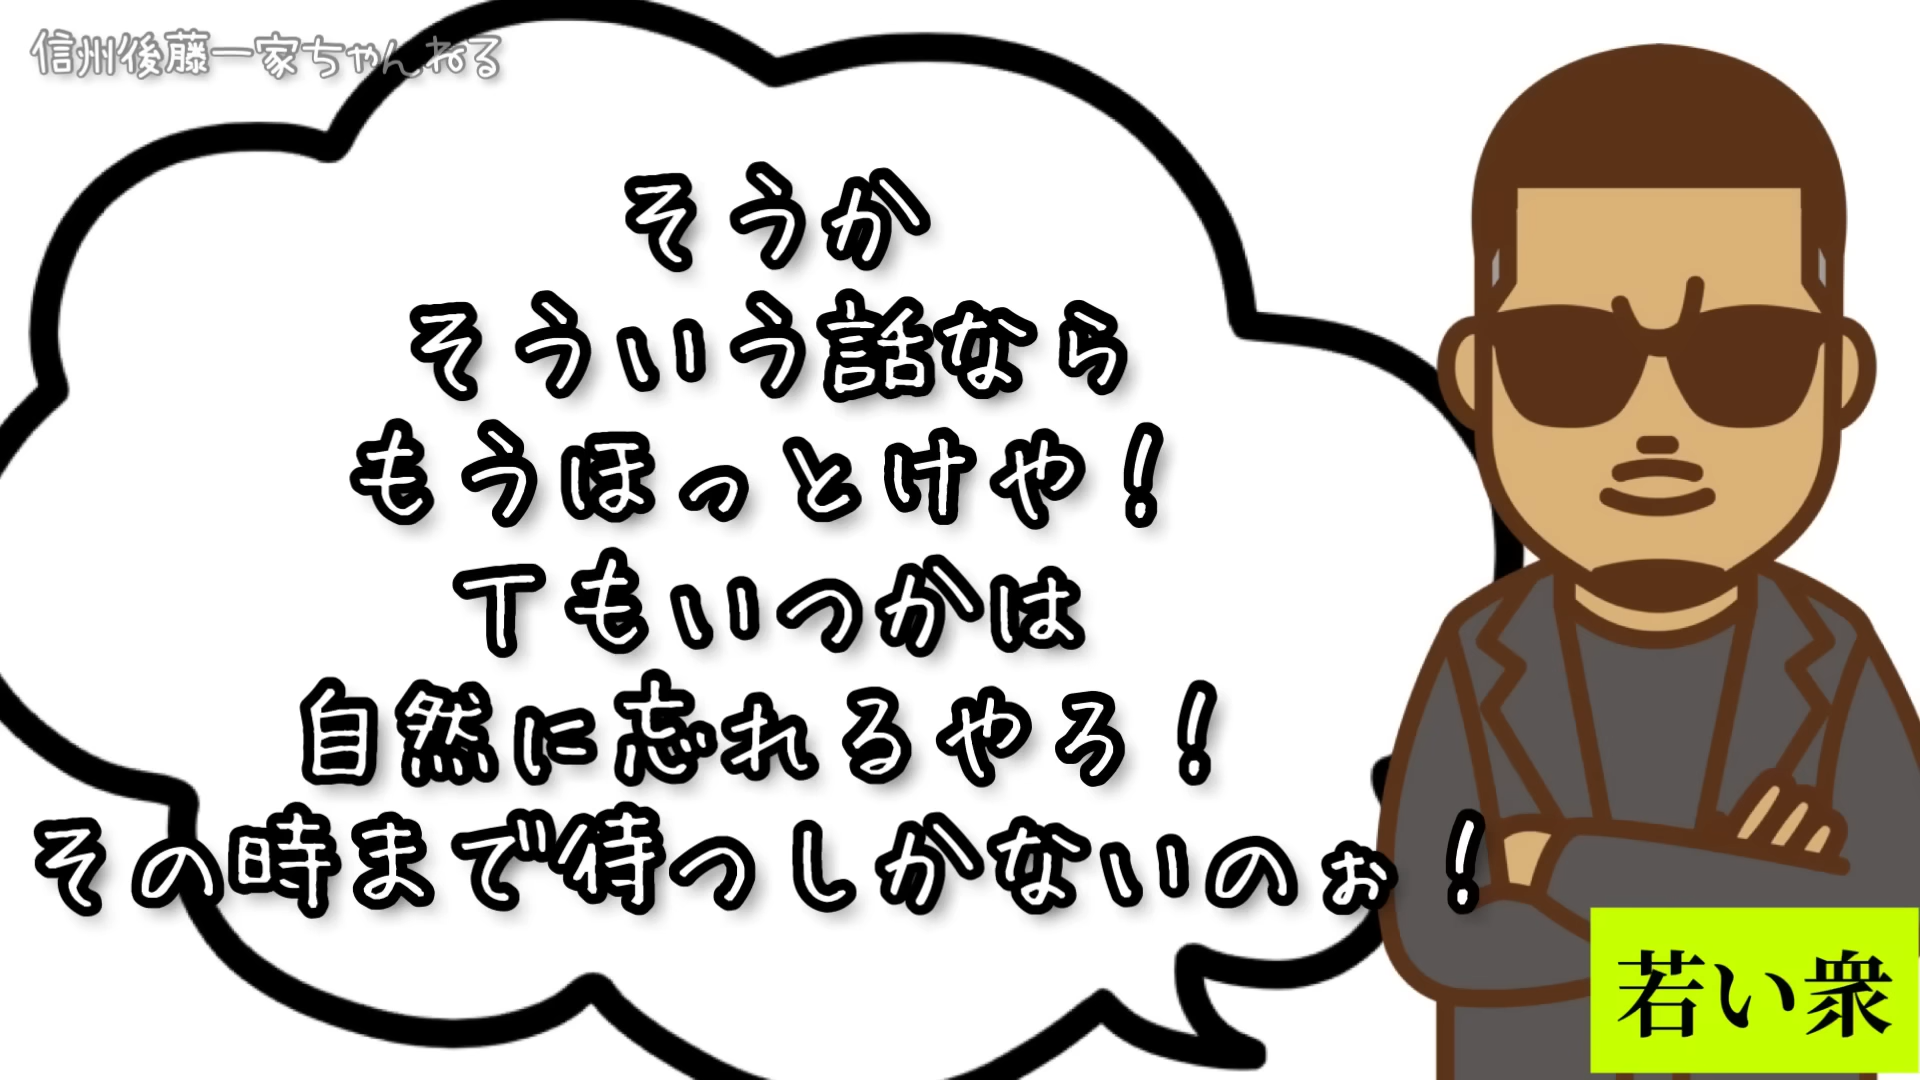 信州後藤一家ちゃんねる
そうか
そういう話なら
もうほっとけや！
Tもいつかは
自然に忘れるやろ！
その時まで待つしかないのぉ！
若い衆